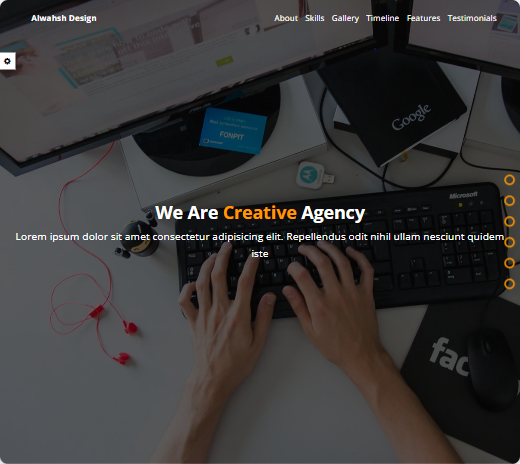 Alwahsh Design
About Skills Gallery Timeline Features Testimonials
FONPIT
Google
Microsoft
We Are Creative Agency
Lorem ipsum dolor sit amet consectetur adipisicing elit. Repellendus odit nihil ullam nesciunt quidem
iste
fac